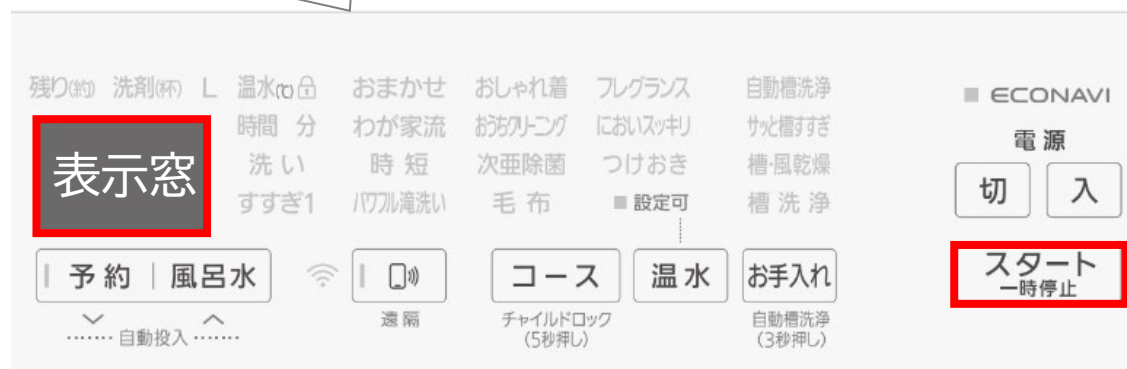 残り(約) 洗剤(杯) L 温水(℃) おまかせ おしゃれ着 フレグランス 自動槽洗浄
時間 分 わが家流 おうちクリーニング においスッキリ サッと槽すすぎ
表示窓 洗い 時短 次亜除菌 つけおき 槽・風乾燥
すすぎ1 パワフル滝洗い 毛布 ■設定可 槽洗浄
■ ECONAVI
電源
切 入
予約 風呂水 コース 温水 お手入れ スタート
一時停止
自動投入 遠隔 チャイルドロック 自動槽洗浄
(5秒押し) (3秒押し)